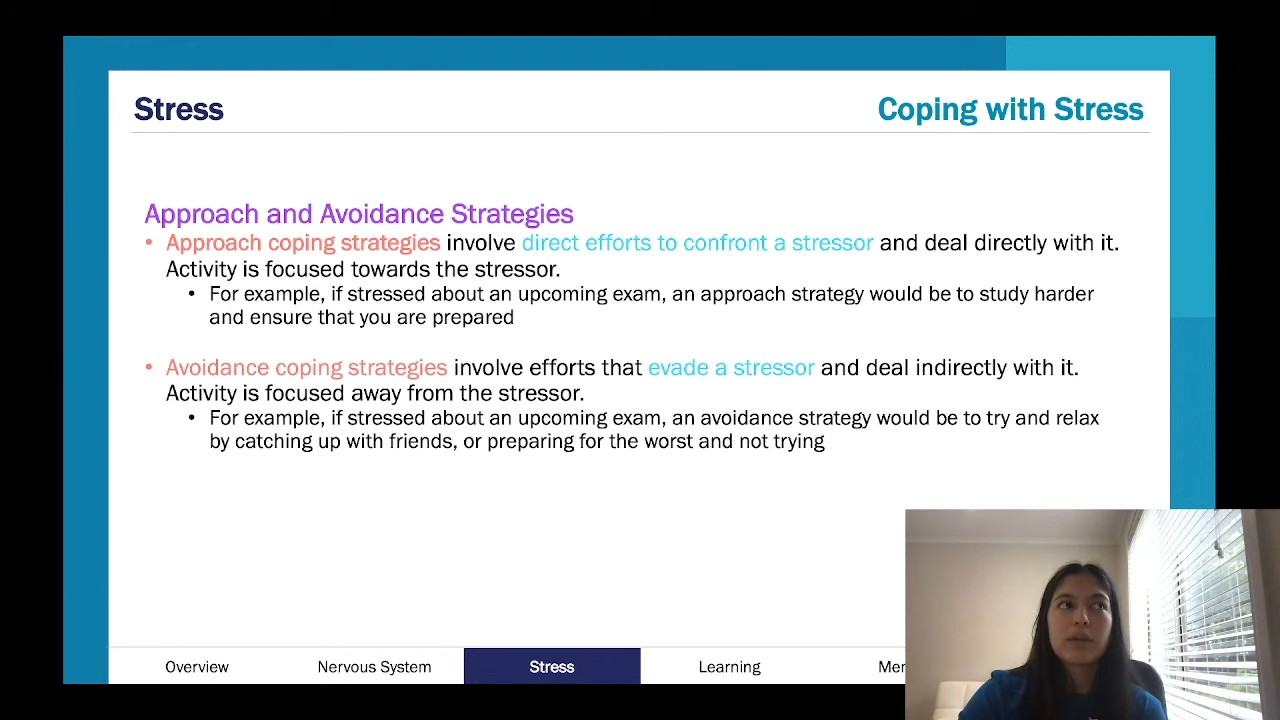 Stress
Coping with Stress
Approach and Avoidance Strategies
• Approach coping strategies involve direct efforts to confront a stressor and deal directly with it.
Activity is focused towards the stressor.
• For example, if stressed about an upcoming exam, an approach strategy would be to study harder
and ensure that you are prepared
• Avoidance coping strategies involve efforts that evade a stressor and deal indirectly with it.
Activity is focused away from the stressor.
• For example, if stressed about an upcoming exam, an avoidance strategy would be to try and relax
by catching up with friends, or preparing for the worst and not trying
Overview
Nervous System
Stress
Learning